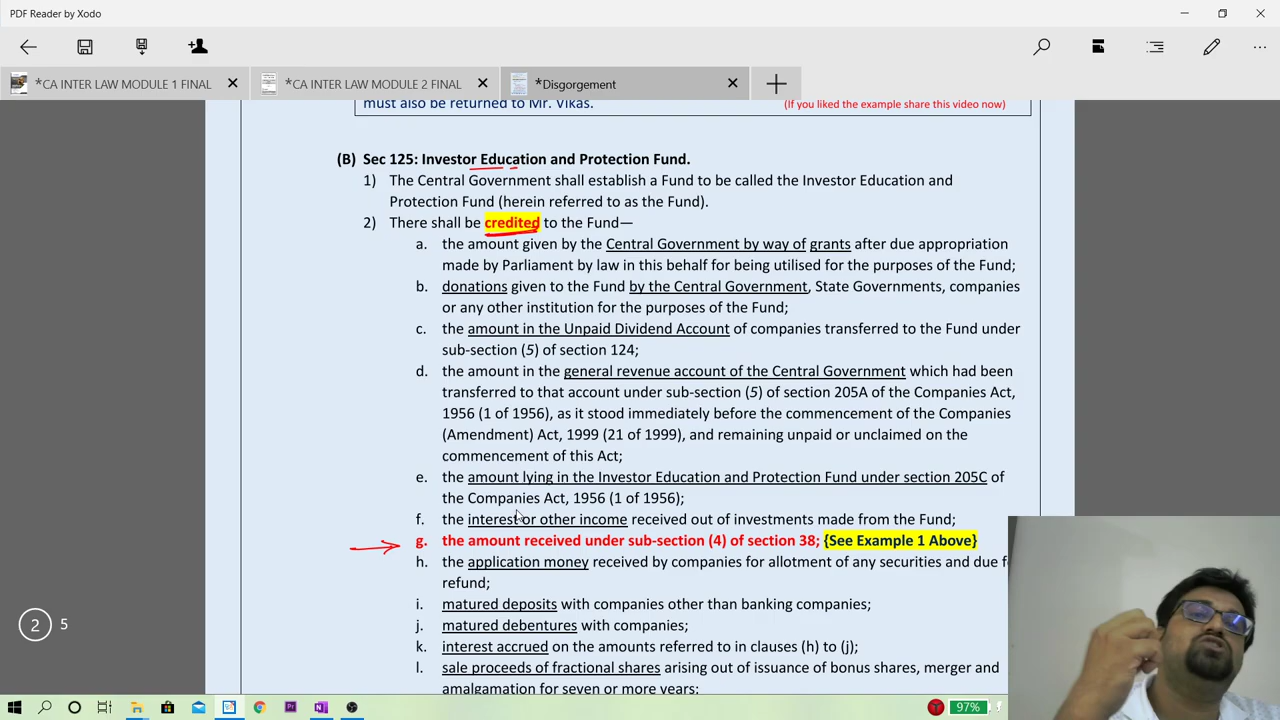 PDF Reader by Xodo
*CA INTER LAW MODULE 1 FINAL
*CA INTER LAW MODULE 2 FINAL
*Disgorgement
must also be returned to Mr. Vikas.
(If you liked the example share this video now)
(B) Sec 125: Investor Education and Protection Fund.
1) The Central Government shall establish a Fund to be called the Investor Education and
Protection Fund (herein referred to as the Fund).
2) There shall be credited to the Fund—
a. the amount given by the Central Government by way of grants after due appropriation
made by Parliament by law in this behalf for being utilised for the purposes of the Fund;
b. donations given to the Fund by the Central Government, State Governments, companies
or any other institution for the purposes of the Fund;
c. the amount in the Unpaid Dividend Account of companies transferred to the Fund under
sub-section (5) of section 124;
d. the amount in the general revenue account of the Central Government which had been
transferred to that account under sub-section (5) of section 205A of the Companies Act,
1956 (1 of 1956), as it stood immediately before the commencement of the Companies
(Amendment) Act, 1999 (21 of 1999), and remaining unpaid or unclaimed on the
commencement of this Act;
e. the amount lying in the Investor Education and Protection Fund under section 205C of
the Companies Act, 1956 (1 of 1956);
f. the interest or other income received out of investments made from the Fund;
g. the amount received under sub-section (4) of section 38; {See Example 1 Above}
h. the application money received by companies for allotment of any securities and due
refund;
i. matured deposits with companies other than banking companies;
j. matured debentures with companies;
k. interest accrued on the amounts referred to in clauses (h) to (j);
l. sale proceeds of fractional shares arising out of issuance of bonus shares, merger and
amalgamation for seven or more years;
2 5
97%